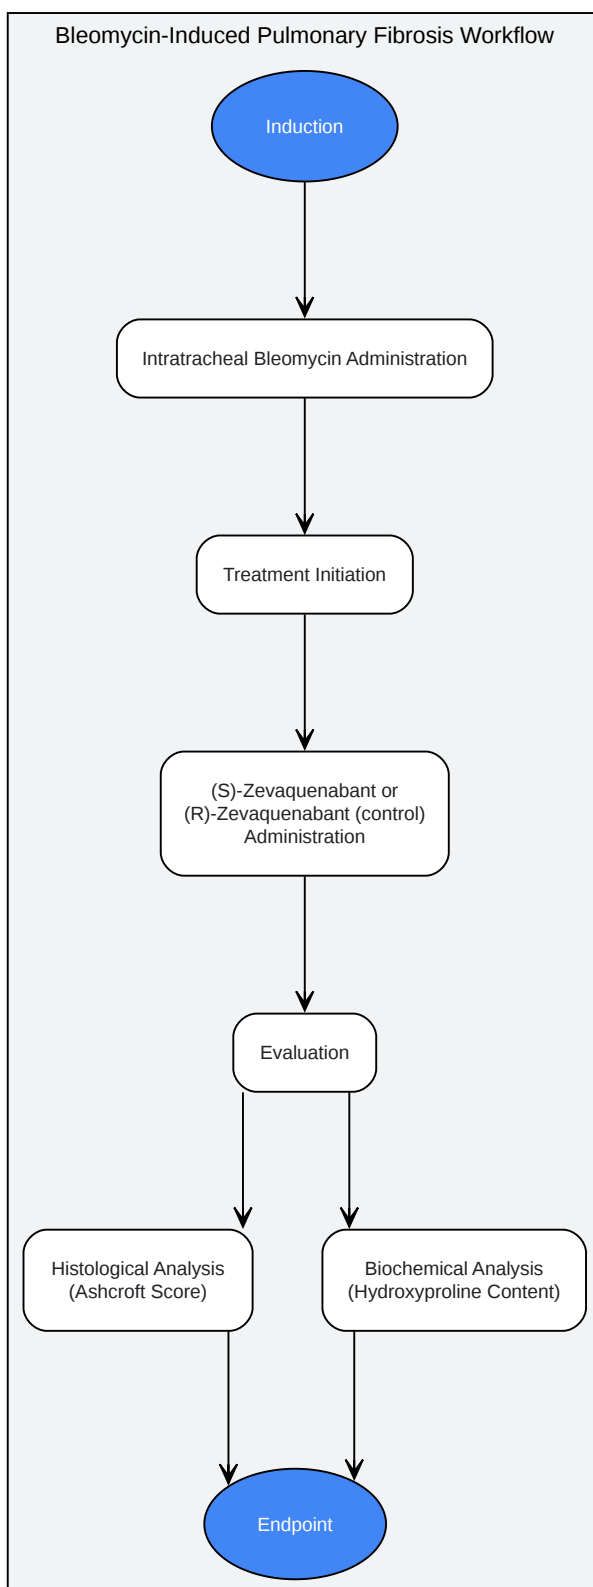 Bleomycin-Induced Pulmonary Fibrosis Workflow
Induction
Intratracheal Bleomycin Administration
Treatment Initiation
(S)-Zevaquenabant or
(R)-Zevaquenabant (control)
Administration
Evaluation
Histological Analysis
(Ashcroft Score)
Biochemical Analysis
(Hydroxyproline Content)
Endpoint